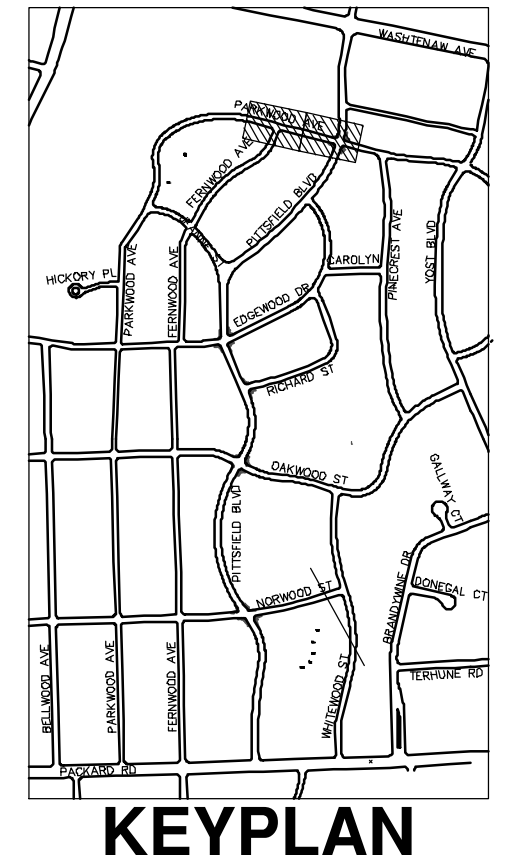 WASHTENAW AVE
PARKWOOD AVE
FERNWOOD AVE
PITTSFIELD BLVD
PINECREST AVE
YOST BLVD
CAROLYN
HICKORY PL
PARKWOOD AVE
FERNWOOD AVE
EDGEWOOD DR
RICHARD ST
OAKWOOD ST
GALLWAY CT
PITTSFIELD BLVD
NORWOOD ST
BRANDYWINE DR
DONEGAL CT
BELLWOOD AVE
PARKWOOD AVE
FERNWOOD AVE
WHITEWOOD ST
TERHUNE RD
PACKARD RD
KEYPLAN